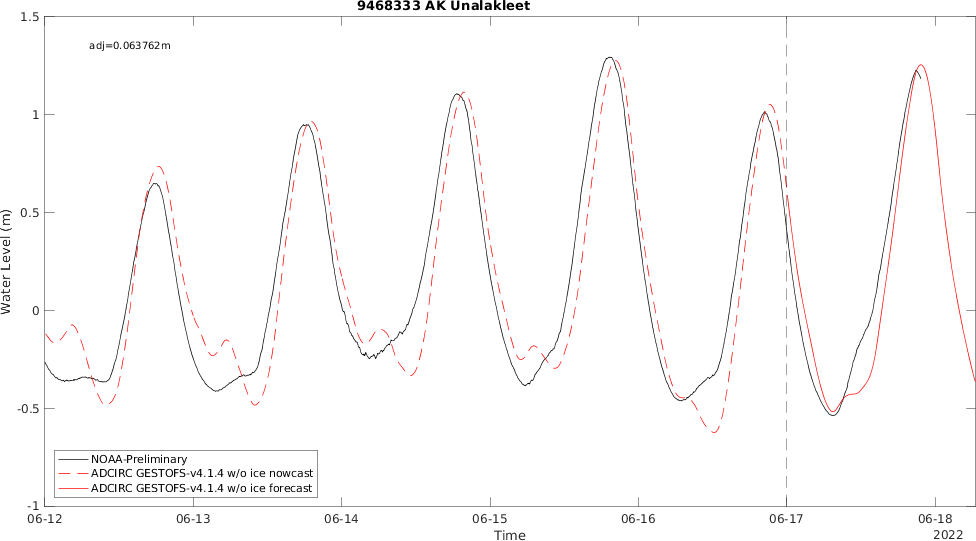 9468333 AK Unalakleet
adj=0.063762m
Water Level (m)
1.5
1
0.5
0
-0.5
-1
NOAA-Preliminary
ADCIRC GESTOFS-v4.1.4 w/o ice nowcast
ADCIRC GESTOFS-v4.1.4 w/o ice forecast
06-12 06-13 06-14 06-15 06-16 06-17 06-18
Time
2022